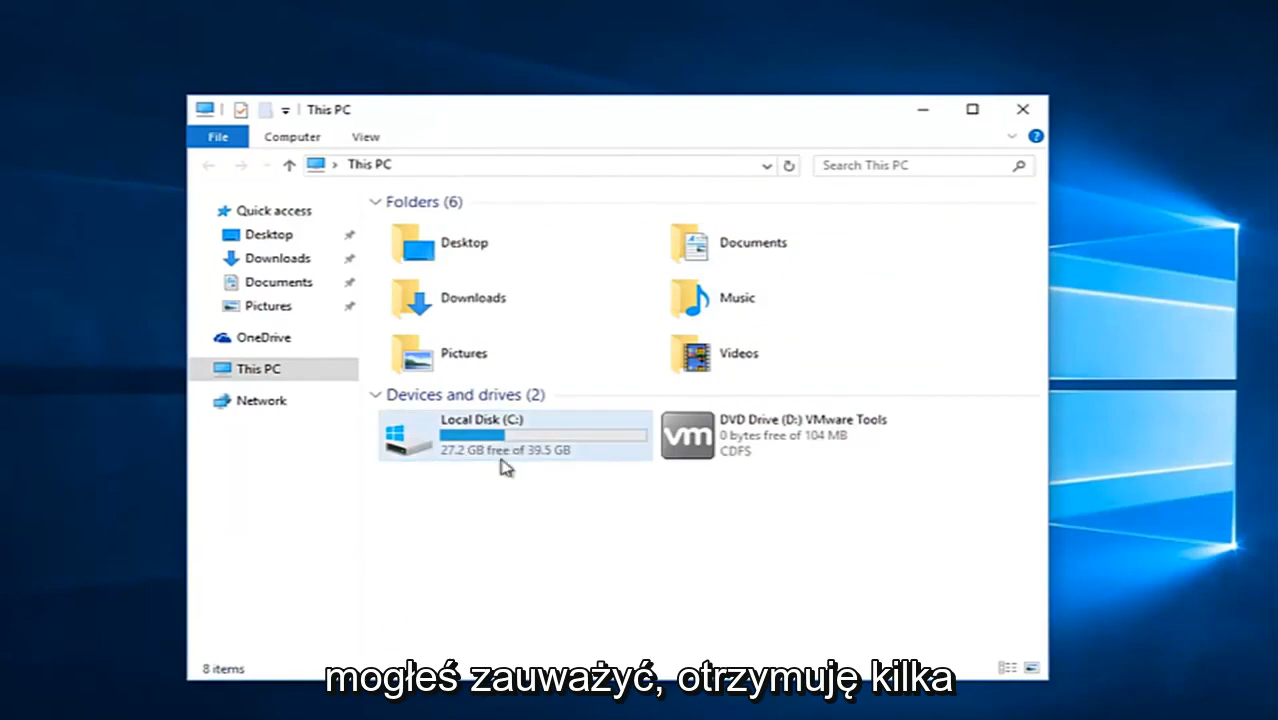 This PC
File Computer View
This PC
Search This PC
Quick access
Desktop
Downloads
Documents
Pictures
OneDrive
This PC
Network
Folders (6)
Desktop
Documents
Downloads
Music
Pictures
Videos
Devices and drives (2)
Local Disk (C:)
27.2 GB free of 39.5 GB
vm
DVD Drive (D:) VMware Tools
0 bytes free of 104 MB
CDFS
8 items
mogłeś zauważyć, otrzymuję kilka